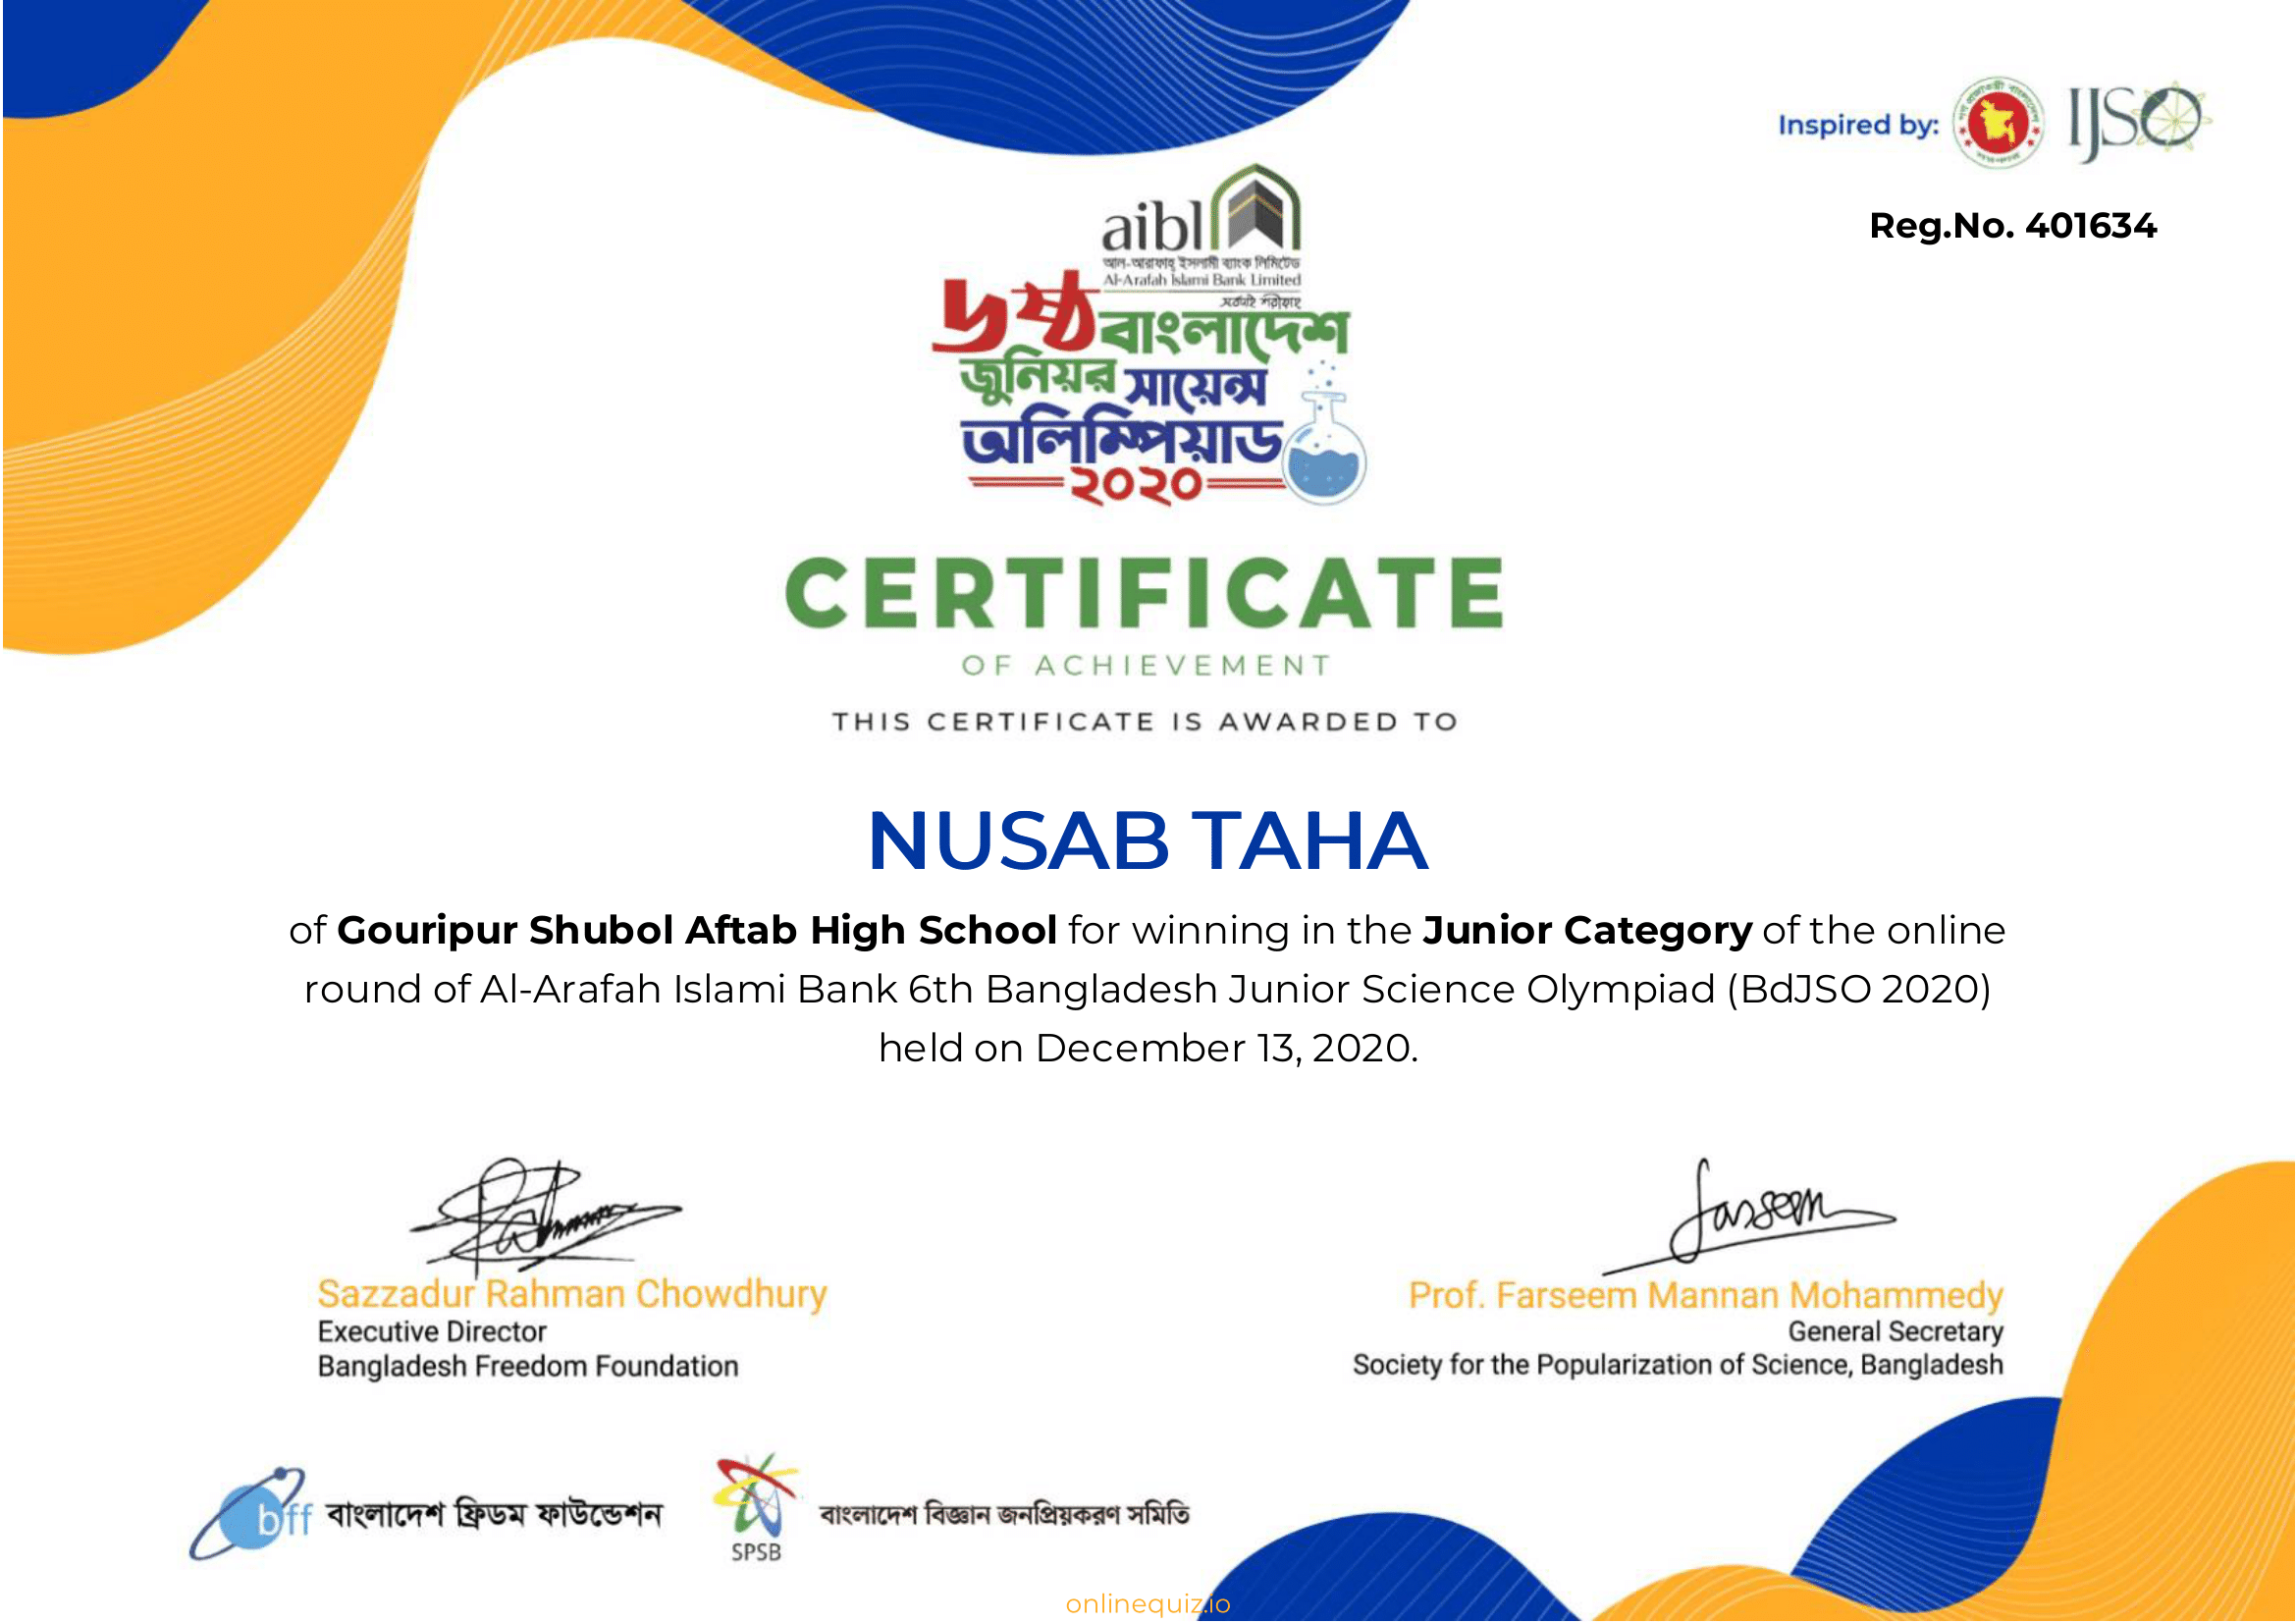 Inspired by:
IJSO
Reg.No. 401634
aibl
আল-আরাফাহ্ ইসলামী ব্যাংক লিমিটেড
Al-Arafah Islami Bank Limited
৬ষ্ঠ বাংলাদেশ
জুনিয়র সায়েন্স
অলিম্পিয়াড
২০২০
CERTIFICATE
OF ACHIEVEMENT
THIS CERTIFICATE IS AWARDED TO
NUSAB TAHA
of Gouripur Shubol Aftab High School for winning in the Junior Category of the online
round of Al-Arafah Islami Bank 6th Bangladesh Junior Science Olympiad (BdJSO 2020)
held on December 13, 2020.
Sazzadur Rahman Chowdhury
Executive Director
Bangladesh Freedom Foundation
Farseem
Prof. Farseem Mannan Mohammedy
General Secretary
Society for the Popularization of Science, Bangladesh
bff বাংলাদেশ ফ্রিডম ফাউন্ডেশন
SPSB
বাংলাদেশ বিজ্ঞান জনপ্রিয়করণ সমিতি
onlinequiz.io